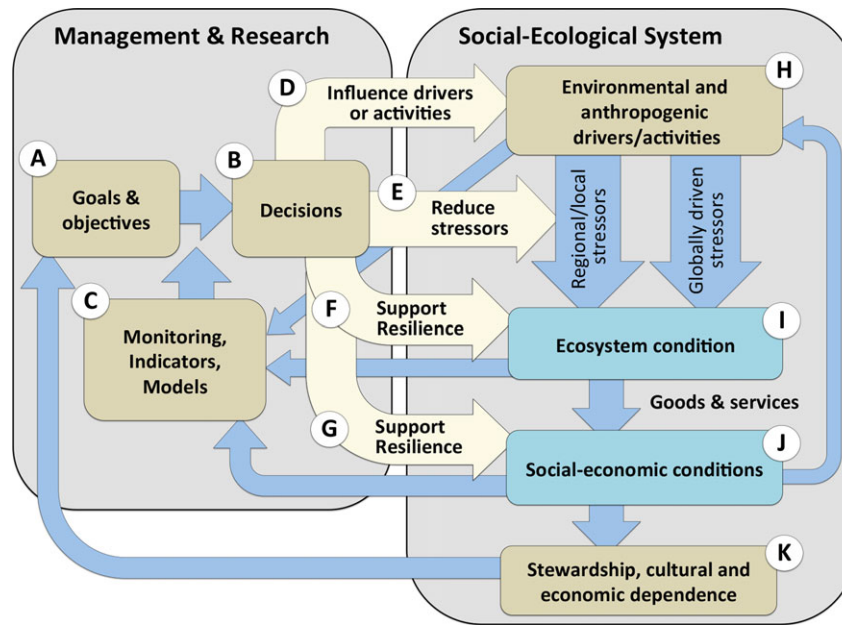 Management & Research
Social-Ecological System
D
Influence drivers
or activities
H
Environmental and
anthropogenic
drivers/activities
A
Goals &
objectives
B
Decisions
E
Reduce
stressors
Regional/local
stressors
Globally driven
stressors
C
Monitoring,
Indicators,
Models
F
Support
Resilience
I
Ecosystem condition
Goods & services
G
Support
Resilience
J
Social-economic conditions
K
Stewardship, cultural and
economic dependence